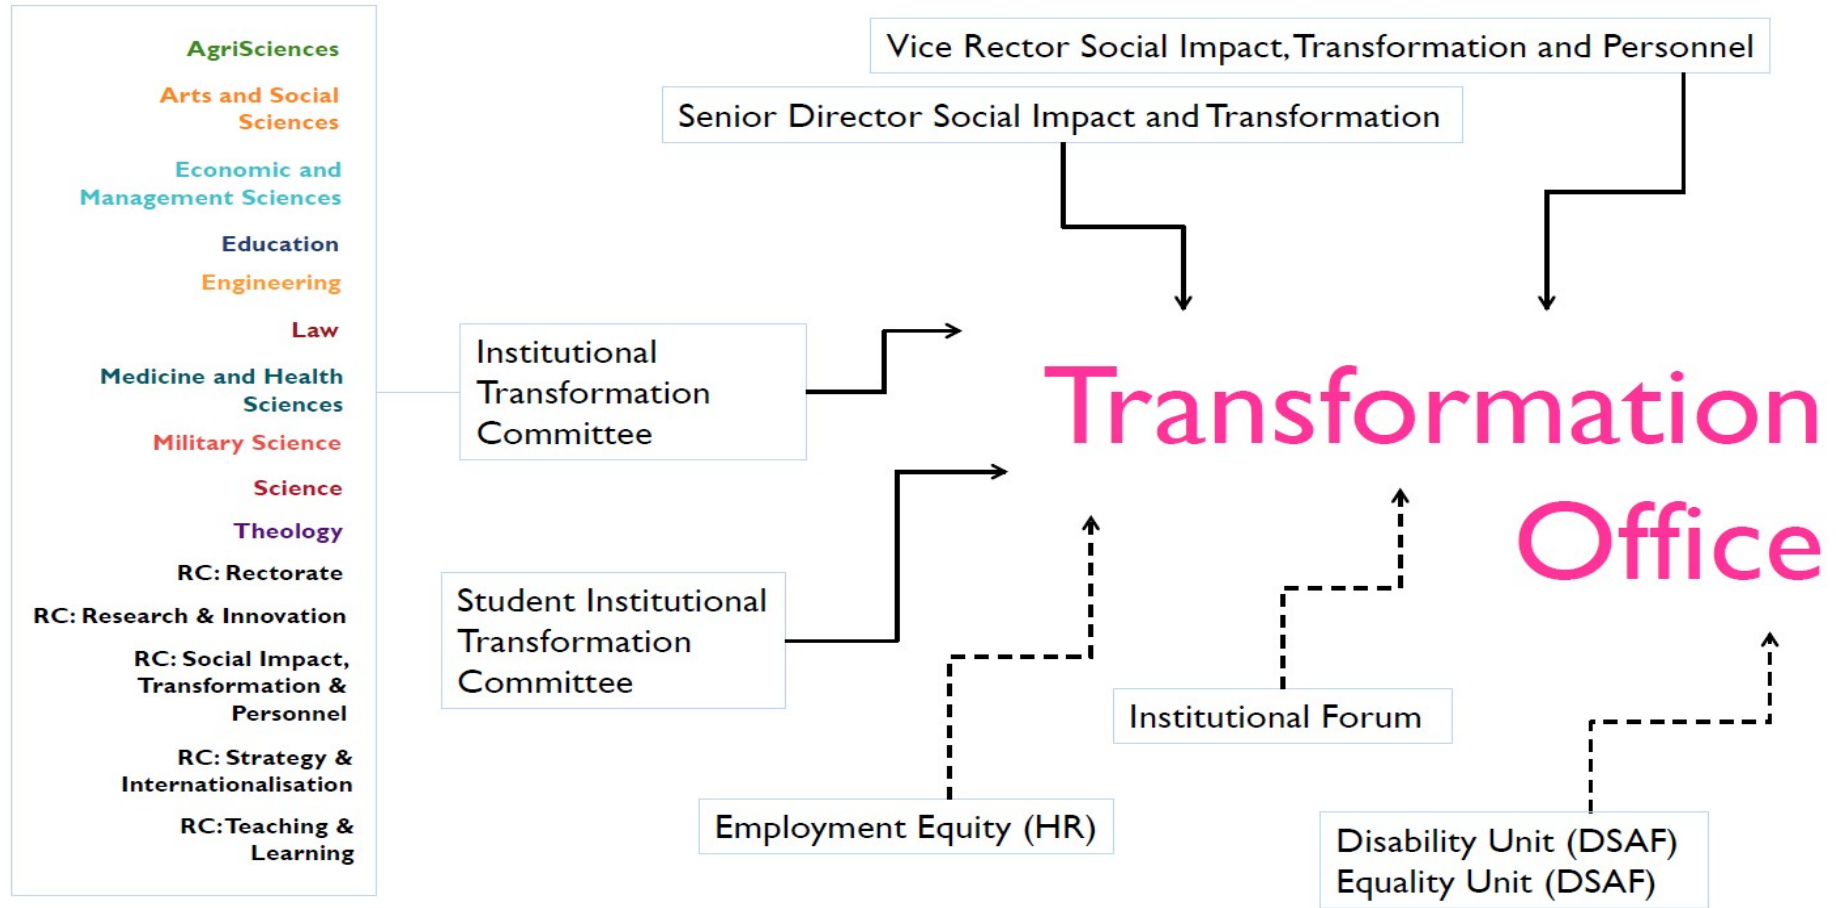 AgriSciences
Arts and Social
Sciences
Economic and
Management Sciences
Education
Engineering
Law
Medicine and Health
Sciences
Military Science
Science
Theology
RC: Rectorate
RC: Research & Innovation
RC: Social Impact,
Transformation &
Personnel
RC: Strategy &
Internationalisation
RC: Teaching &
Learning
Vice Rector Social Impact, Transformation and Personnel
Senior Director Social Impact and Transformation
Institutional
Transformation
Committee
Transformation
Office
Student Institutional
Transformation
Committee
Institutional Forum
Employment Equity (HR)
Disability Unit (DSAF)
Equality Unit (DSAF)